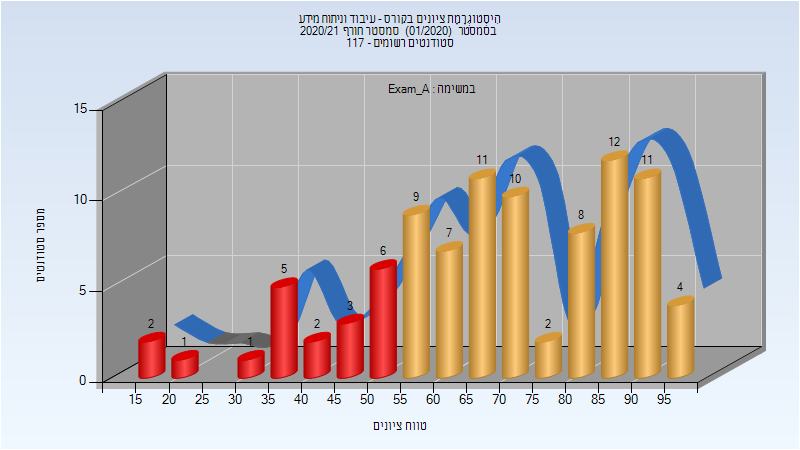 היסטוגרמת ציונים בקורס - עיבוד וניתוח מידע
בסמסטר (01/2020) סמסטר חורף 2020/21
סטודנטים רשומים - 117
במשימה : Exam_A
מספר סטודנטים
15
10
5
0
2
1
1
5
2
3
6
9
7
11
10
2
8
12
11
4
15 20 25 30 35 40 45 50 55 60 65 70 75 80 85 90 95
טווח ציונים